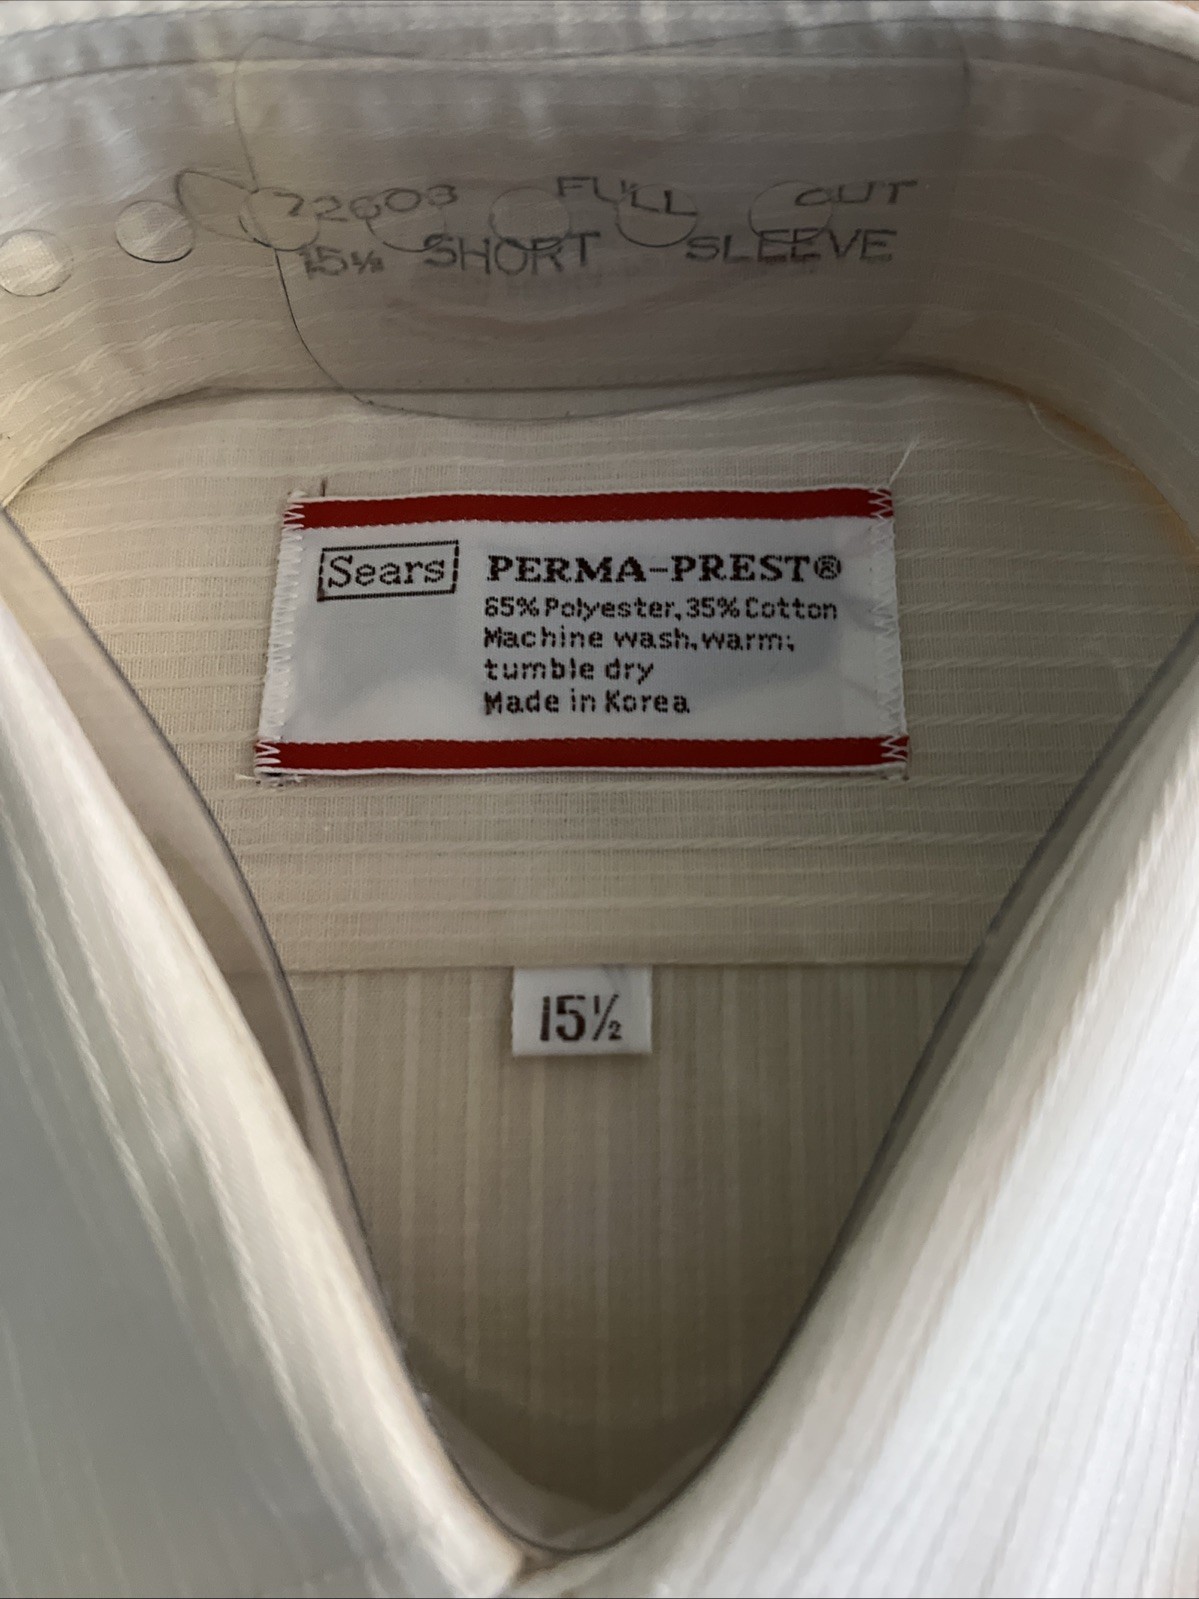 72603 FULL CUT
15½ SHORT SLEEVE
Sears PERMA-PREST®
65% Polyester, 35% Cotton
Machine wash, warm;
tumble dry
Made in Korea
15½